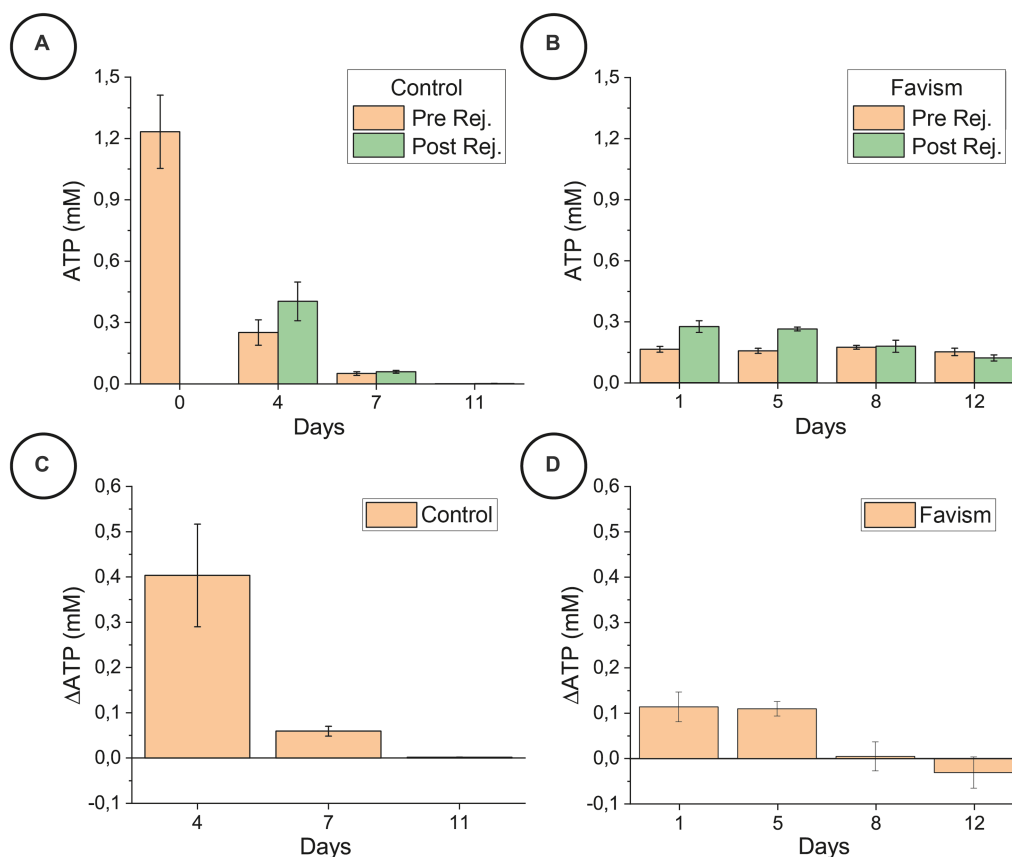 A
Control
Pre Rej.
Post Rej.
ATP (mM)
1,5
1,2
0,9
0,6
0,3
0,0
0 4 7 11
Days
B
Favism
Pre Rej.
Post Rej.
ATP (mM)
1,5
1,2
0,9
0,6
0,3
0,0
1 5 8 12
Days
C
Control
ΔATP (mM)
0,6
0,5
0,4
0,3
0,2
0,1
0,0
-0,1
4 7 11
Days
D
Favism
ΔATP (mM)
0,6
0,5
0,4
0,3
0,2
0,1
0,0
-0,1
1 5 8 12
Days